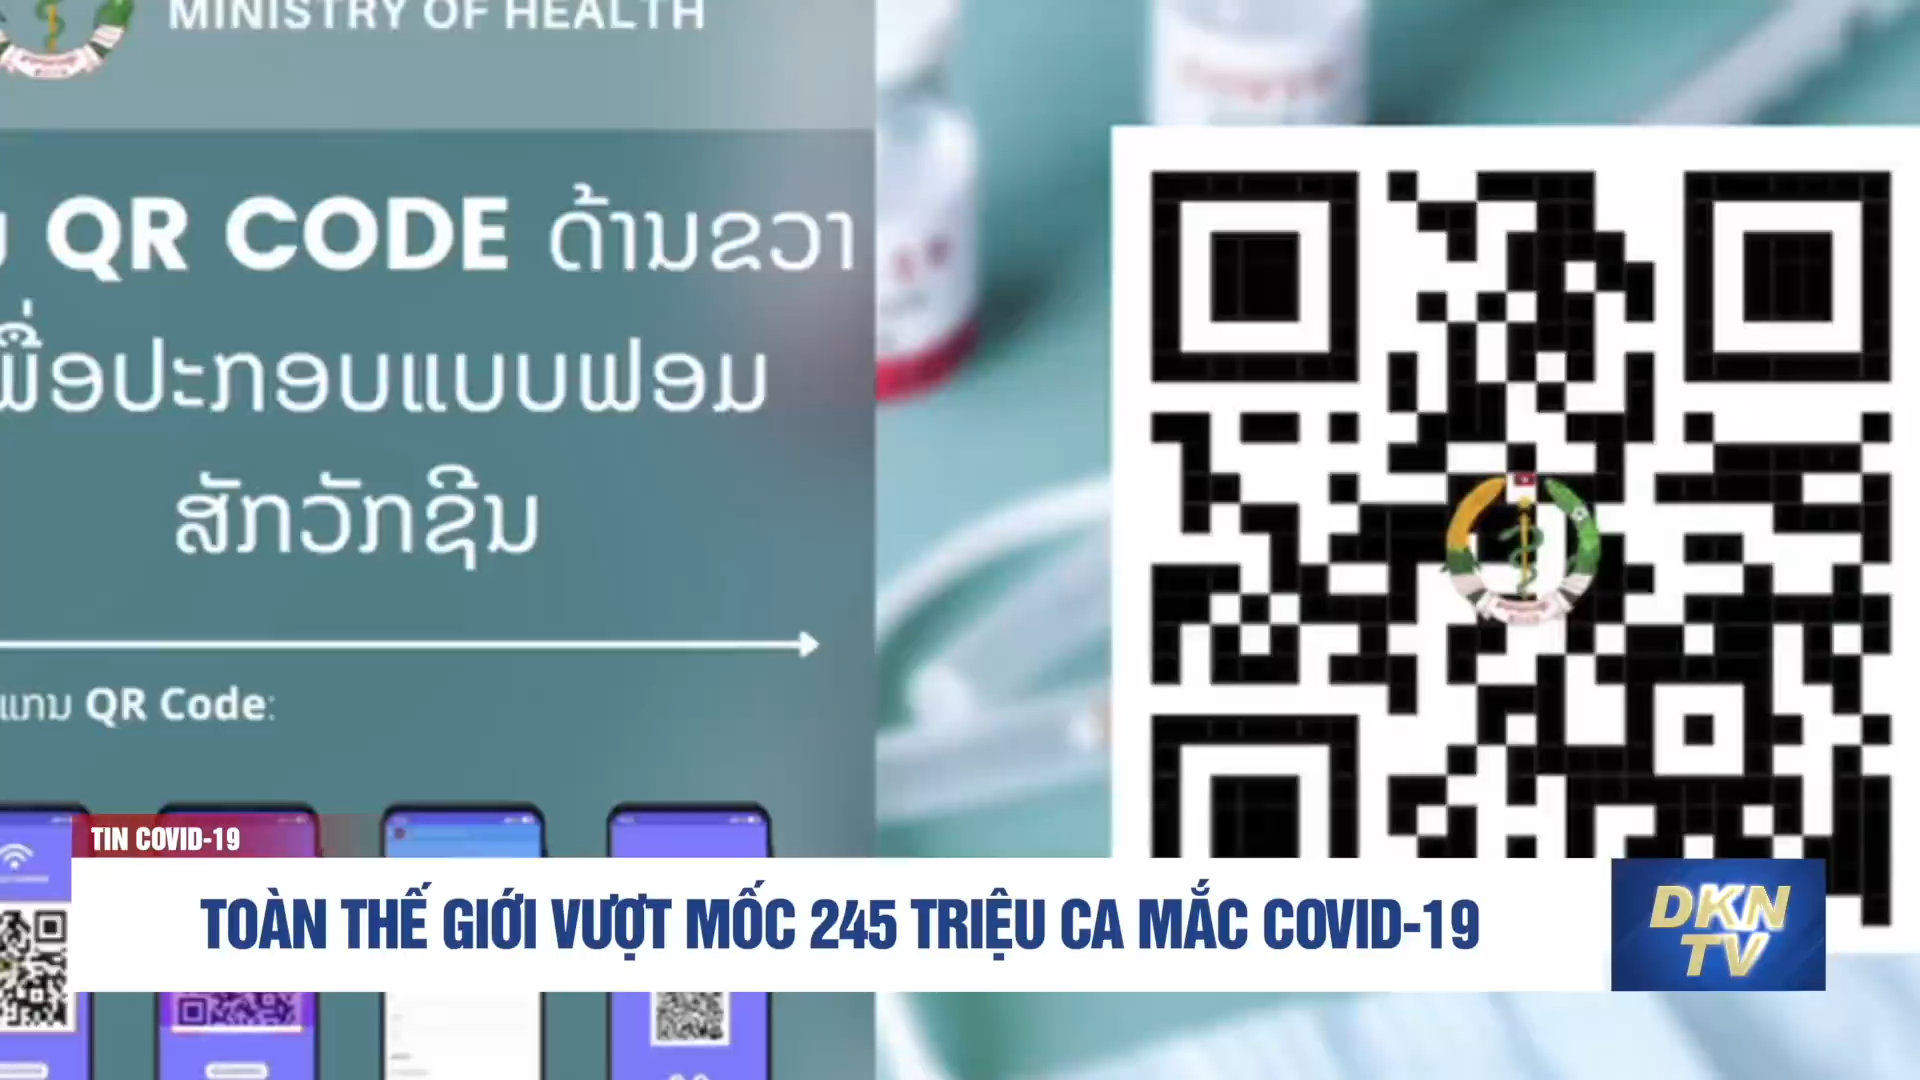 MINISTRY OF HEALTH
QR CODE ດ້ານຂວາ
ເພື່ອປະກອບແບບຟອມ
ສັກວັກຊີນ
ແກນ QR Code:
TIN COVID-19
TOÀN THẾ GIỚI VƯỢT MỐC 245 TRIỆU CA MẮC COVID-19
DKN
TV